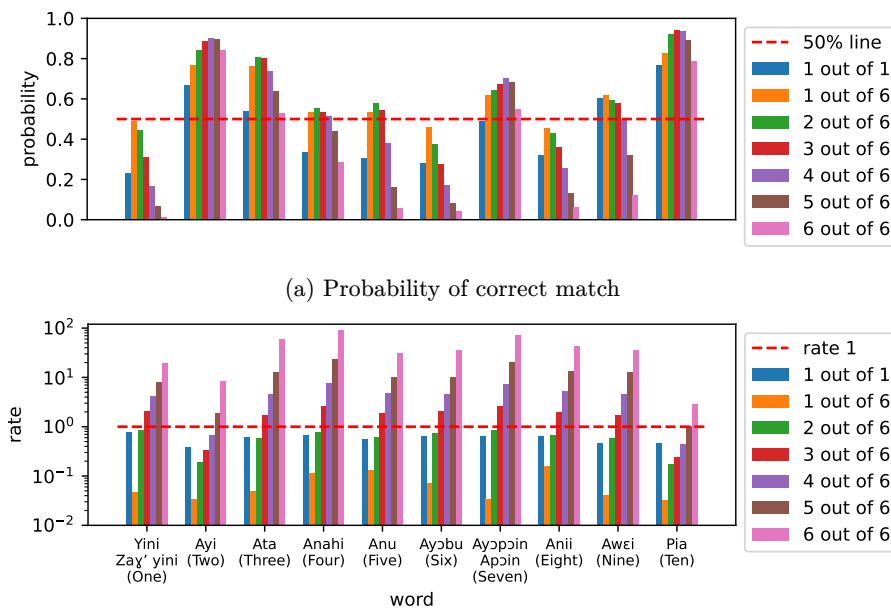 1.0
0.8
0.6
0.4
0.2
0.0
probability
50% line
1 out of 1
1 out of 6
2 out of 6
3 out of 6
4 out of 6
5 out of 6
6 out of 6
(a) Probability of correct match
10²
10¹
10⁰
10⁻¹
10⁻²
rate
rate 1
1 out of 1
1 out of 6
2 out of 6
3 out of 6
4 out of 6
5 out of 6
6 out of 6
Yini
Zaɣ’ yini
(One)
Ayi
(Two)
Ata
(Three)
Anahi
(Four)
Anu
(Five)
Ayɔbu
(Six)
Ayɔpɔin
Apɔin
(Seven)
Anii
(Eight)
Awɛi
(Nine)
Pia
(Ten)
word